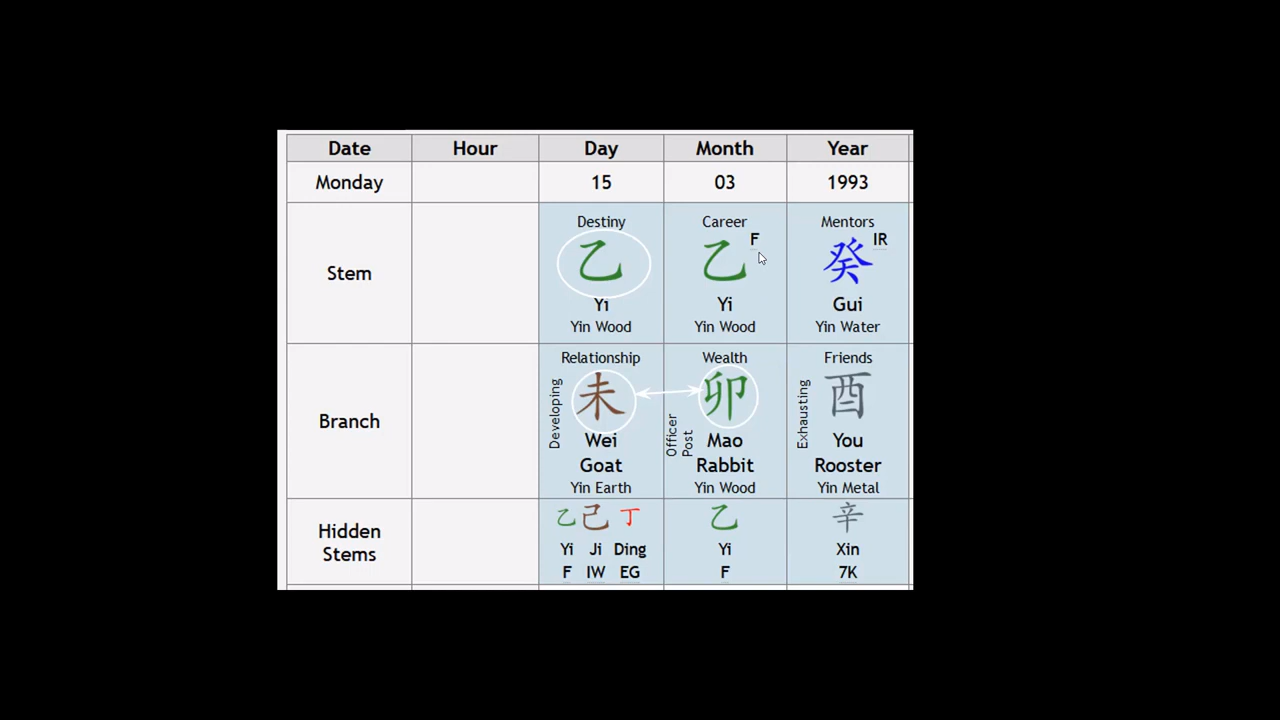 Date Hour Day Month Year
Monday 15 03 1993
Stem
Destiny Career Mentors
乙 乙 F 癸 IR
Yi Yi Gui
Yin Wood Yin Wood Yin Water
Branch
Relationship Wealth Friends
Developing 未 Officer Post 卯 Exhausting 酉
Wei Mao You
Goat Rabbit Rooster
Yin Earth Yin Wood Yin Metal
Hidden Stems
乙 己 丁 乙 辛
Yi Ji Ding Yi Xin
F IW EG F 7K